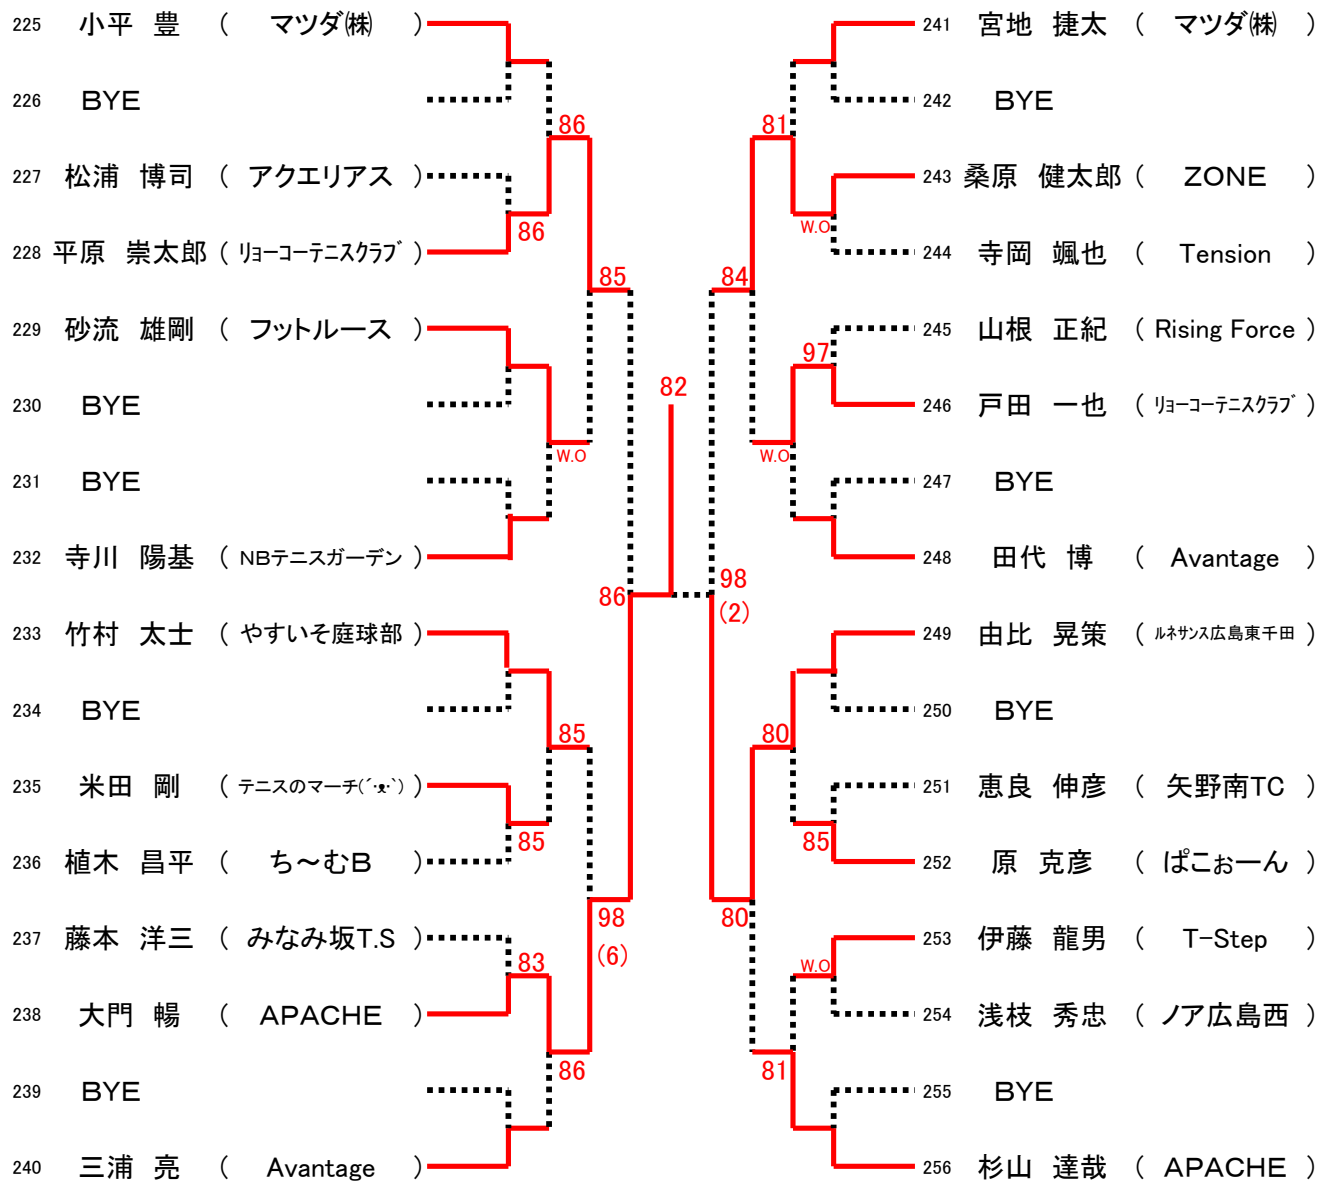 225 小平 豊 ( マツダ㈱ )
226 BYE
86
227 松浦 博司 ( アクエリアス )
86
228 平原 崇太郎 ( リョーコーテニスクラブ )
85
229 砂流 雄剛 ( フットルース )
230 BYE
W.O
231 BYE
232 寺川 陽基 ( NBテニスガーデン )
86
233 竹村 太士 ( やすいそ庭球部 )
234 BYE
85
235 米田 剛 ( テニスのマーチ(´･ｪ･`) )
85
236 植木 昌平 ( ち～むB )
98
(6)
237 藤本 洋三 ( みなみ坂T.S )
83
238 大門 暢 ( APACHE )
86
239 BYE
240 三浦 亮 ( Avantage )
82
241 宮地 捷太 ( マツダ㈱ )
242 BYE
81
243 桑原 健太郎 ( ZONE )
W.O
244 寺岡 颯也 ( Tension )
84
245 山根 正紀 ( Rising Force )
97
246 戸田 一也 ( リョーコーテニスクラブ )
W.O
247 BYE
248 田代 博 ( Avantage )
98
(2)
249 由比 晃策 ( ルネサンス広島東千田 )
250 BYE
80
251 恵良 伸彦 ( 矢野南TC )
85
252 原 克彦 ( ぱこぉーん )
80
253 伊藤 龍男 ( T-Step )
W.O
254 浅枝 秀忠 ( ノア広島西 )
81
255 BYE
256 杉山 達哉 ( APACHE )